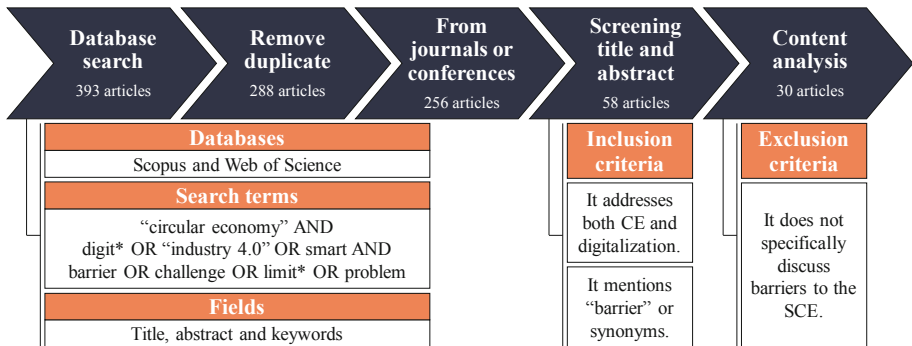 Database
search
393 articles
Remove
duplicate
288 articles
From
journals or
conferences
256 articles
Screening
title and
abstract
58 articles
Content
analysis
30 articles
Databases
Scopus and Web of Science
Search terms
“circular economy” AND
digit* OR “industry 4.0” OR smart AND
barrier OR challenge OR limit* OR problem
Fields
Title, abstract and keywords
Inclusion
criteria
It addresses
both CE and
digitalization.
It mentions
“barrier” or
synonyms.
Exclusion
criteria
It does not
specifically
discuss
barriers to the
SCE.